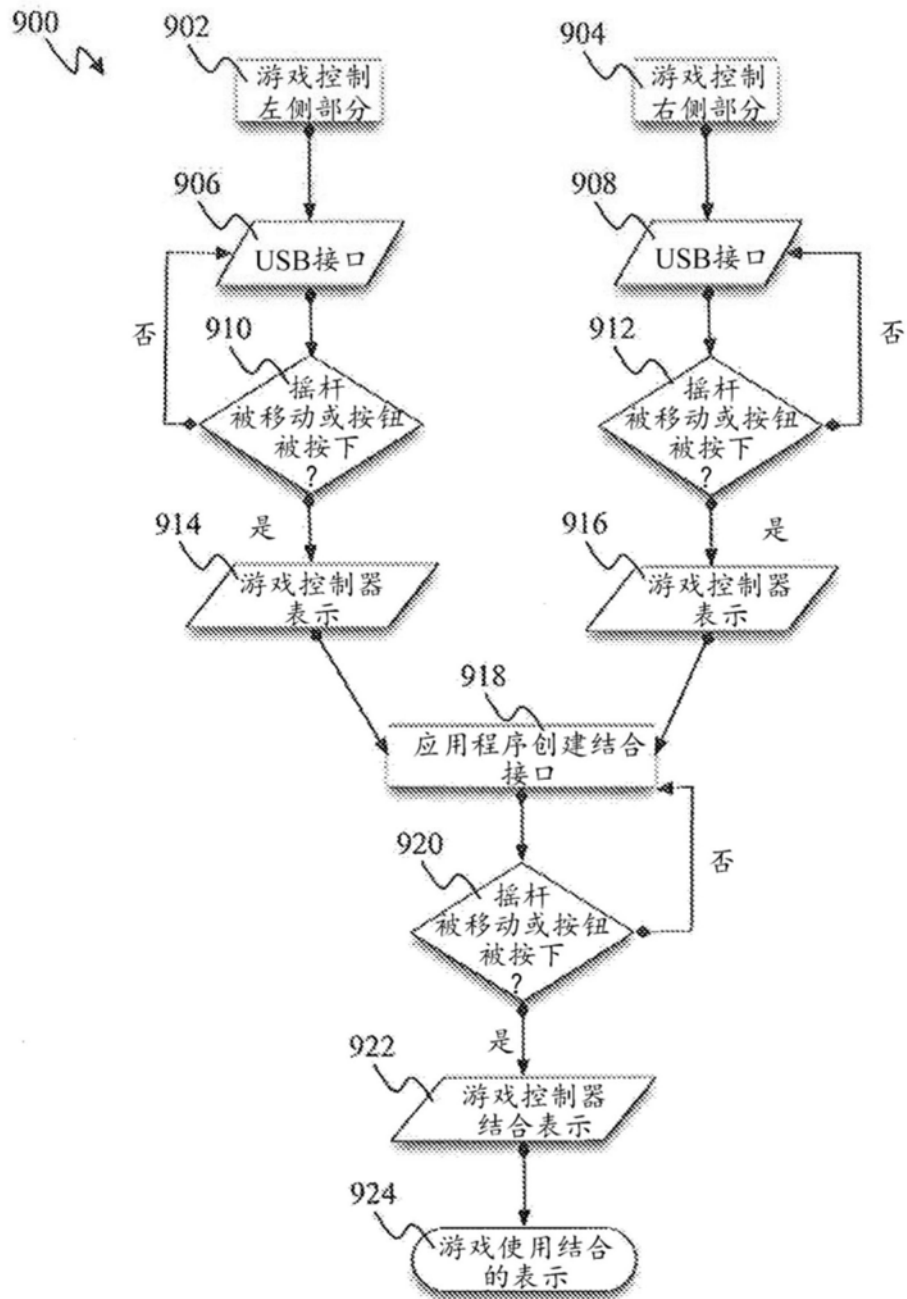 900
902
904
游戏控制
左侧部分
游戏控制
右侧部分
906
908
USB接口
USB接口
否
否
910
912
摇杆
被移动或按钮
被按下
?
摇杆
被移动或按钮
被按下
?
是
是
914
916
游戏控制器
表示
游戏控制器
表示
918
应用程序创建结合
接口
920
否
摇杆
被移动或按钮
被按下
?
是
922
游戏控制器
结合表示
924
游戏使用结合
的表示